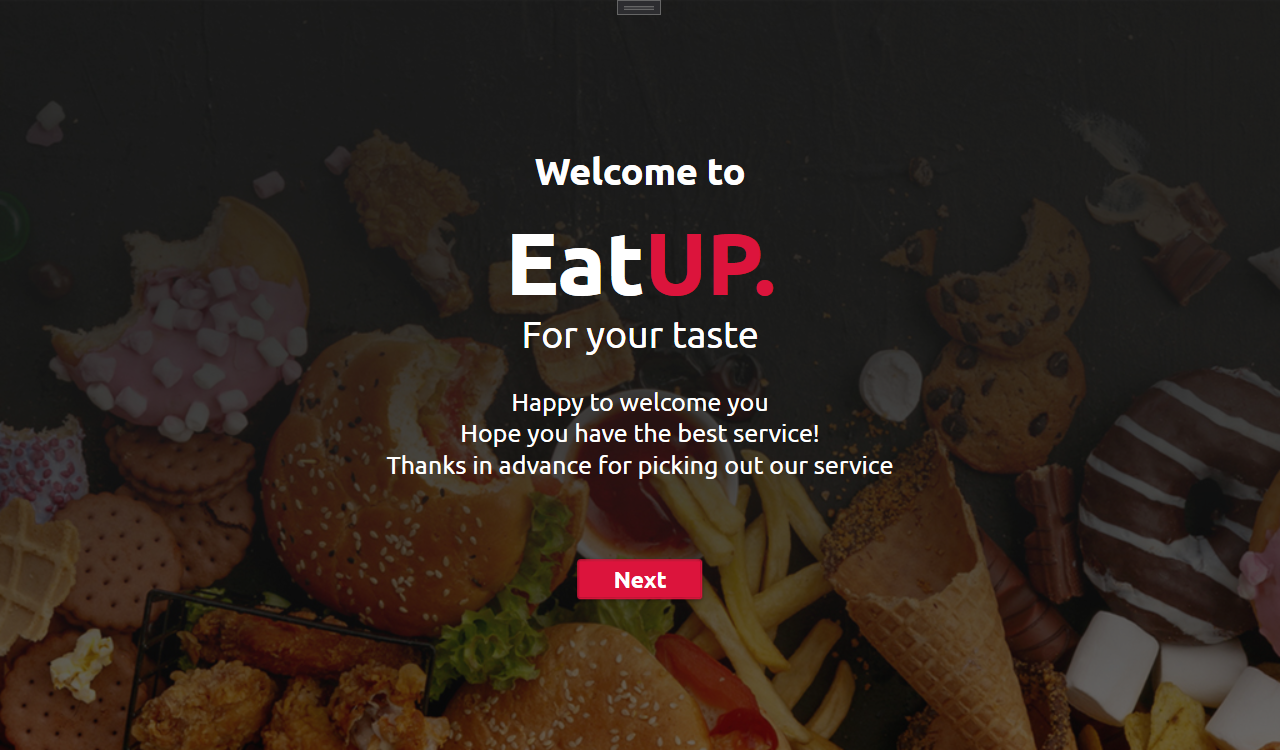 Welcome to
EatUP.
For your taste
Happy to welcome you
Hope you have the best service!
Thanks in advance for picking out our service
Next